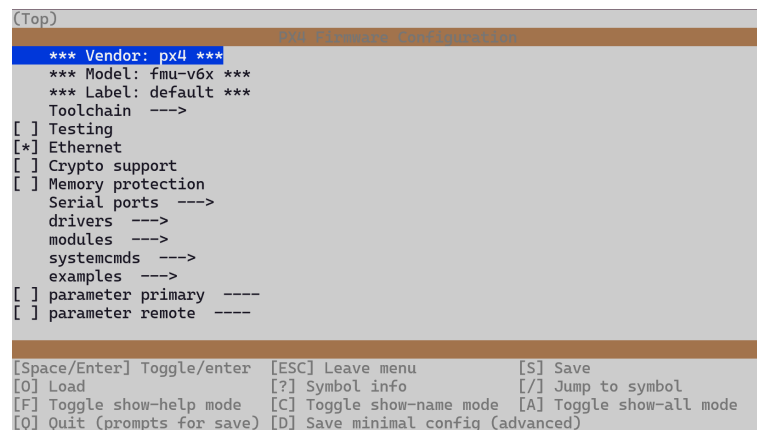 (Top)
PX4 Firmware Configuration
*** Vendor: px4 ***
*** Model: fmu-v6x ***
*** Label: default ***
Toolchain --->
[ ] Testing
[*] Ethernet
[ ] Crypto support
[ ] Memory protection
Serial ports --->
drivers --->
modules --->
systemcmds --->
examples --->
[ ] parameter primary ----
[ ] parameter remote ----
[Space/Enter] Toggle/enter [ESC] Leave menu [S] Save
[O] Load [?] Symbol info [/] Jump to symbol
[F] Toggle show-help mode [C] Toggle show-name mode [A] Toggle show-all mode
[Q] Quit (prompts for save) [D] Save minimal config (advanced)